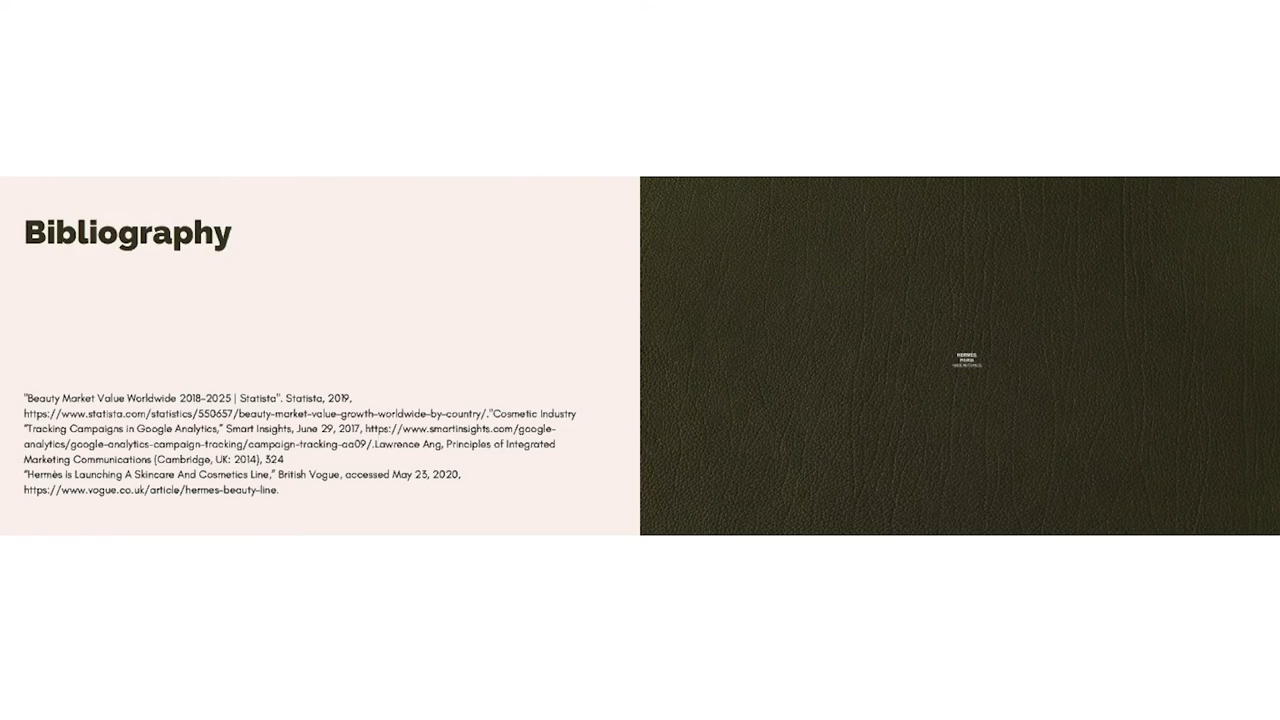 Bibliography
"Beauty Market Value Worldwide 2018-2025 | Statista". Statista, 2019,
https://www.statista.com/statistics/550657/beauty-market-value-growth-worldwide-by-country/."Cosmetic Industry
"Tracking Campaigns in Google Analytics," Smart Insights, June 29, 2017, https://www.smartinsights.com/google-
analytics/google-analytics-campaign-tracking/campaign-tracking-aa09/.Lawrence Ang, Principles of Integrated
Marketing Communications (Cambridge, UK: 2014), 324
"Hermès is Launching A Skincare And Cosmetics Line," British Vogue, accessed May 23, 2020,
https://www.vogue.co.uk/article/hermes-beauty-line.
HERMÈS
PARIS